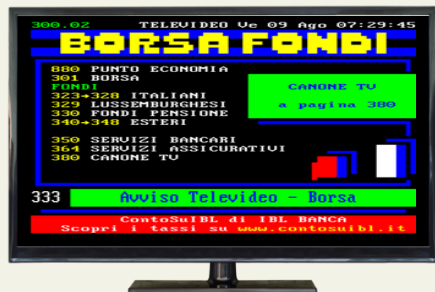 300.02 TELEVIDEO Ve 09 Ago 07:29:45
BORSA FONDI
880 PUNTO ECONOMIA
301 BORSA
FONDI
323→328 ITALIANI
329 LUSSEMBURGHESI
330 FONDI PENSIONE
340→348 ESTERI
350 SERVIZI BANCARI
364 SERVIZI ASSICURATIVI
380 CANONE TV
CANONE TV
a pagina 380
333 Avviso Televideo - Borsa
ContoSuIBL di IBL BANCA
Scopri i tassi su www.contosuibl.it